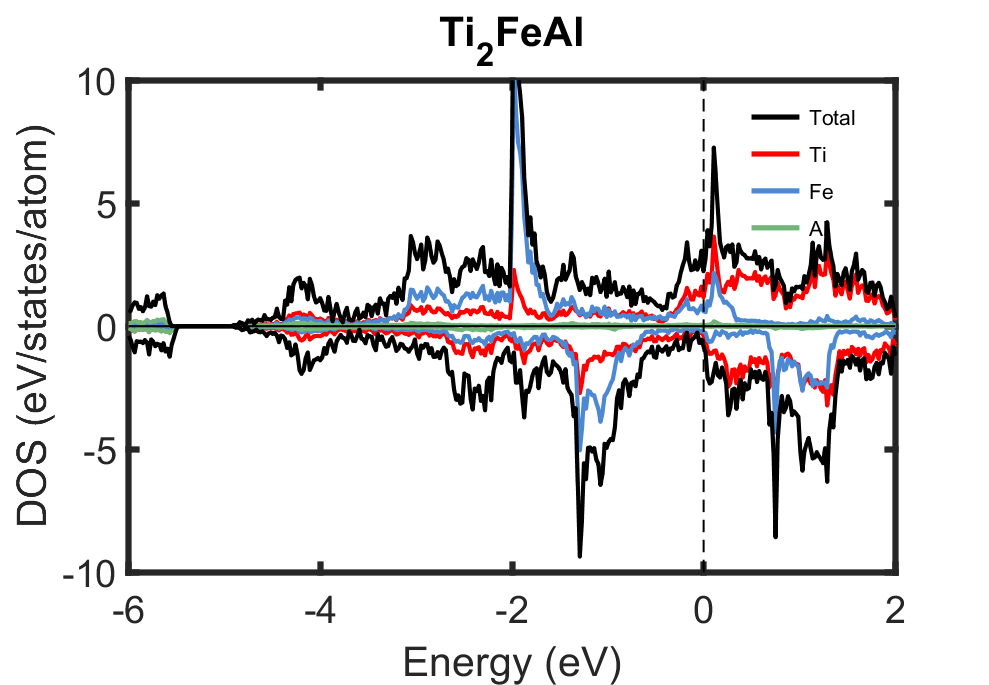 Ti2FeAl
10
5
0
-5
-10
DOS (eV/states/atom)
Total
Ti
Fe
Al
-6
-4
-2
0
2
Energy (eV)